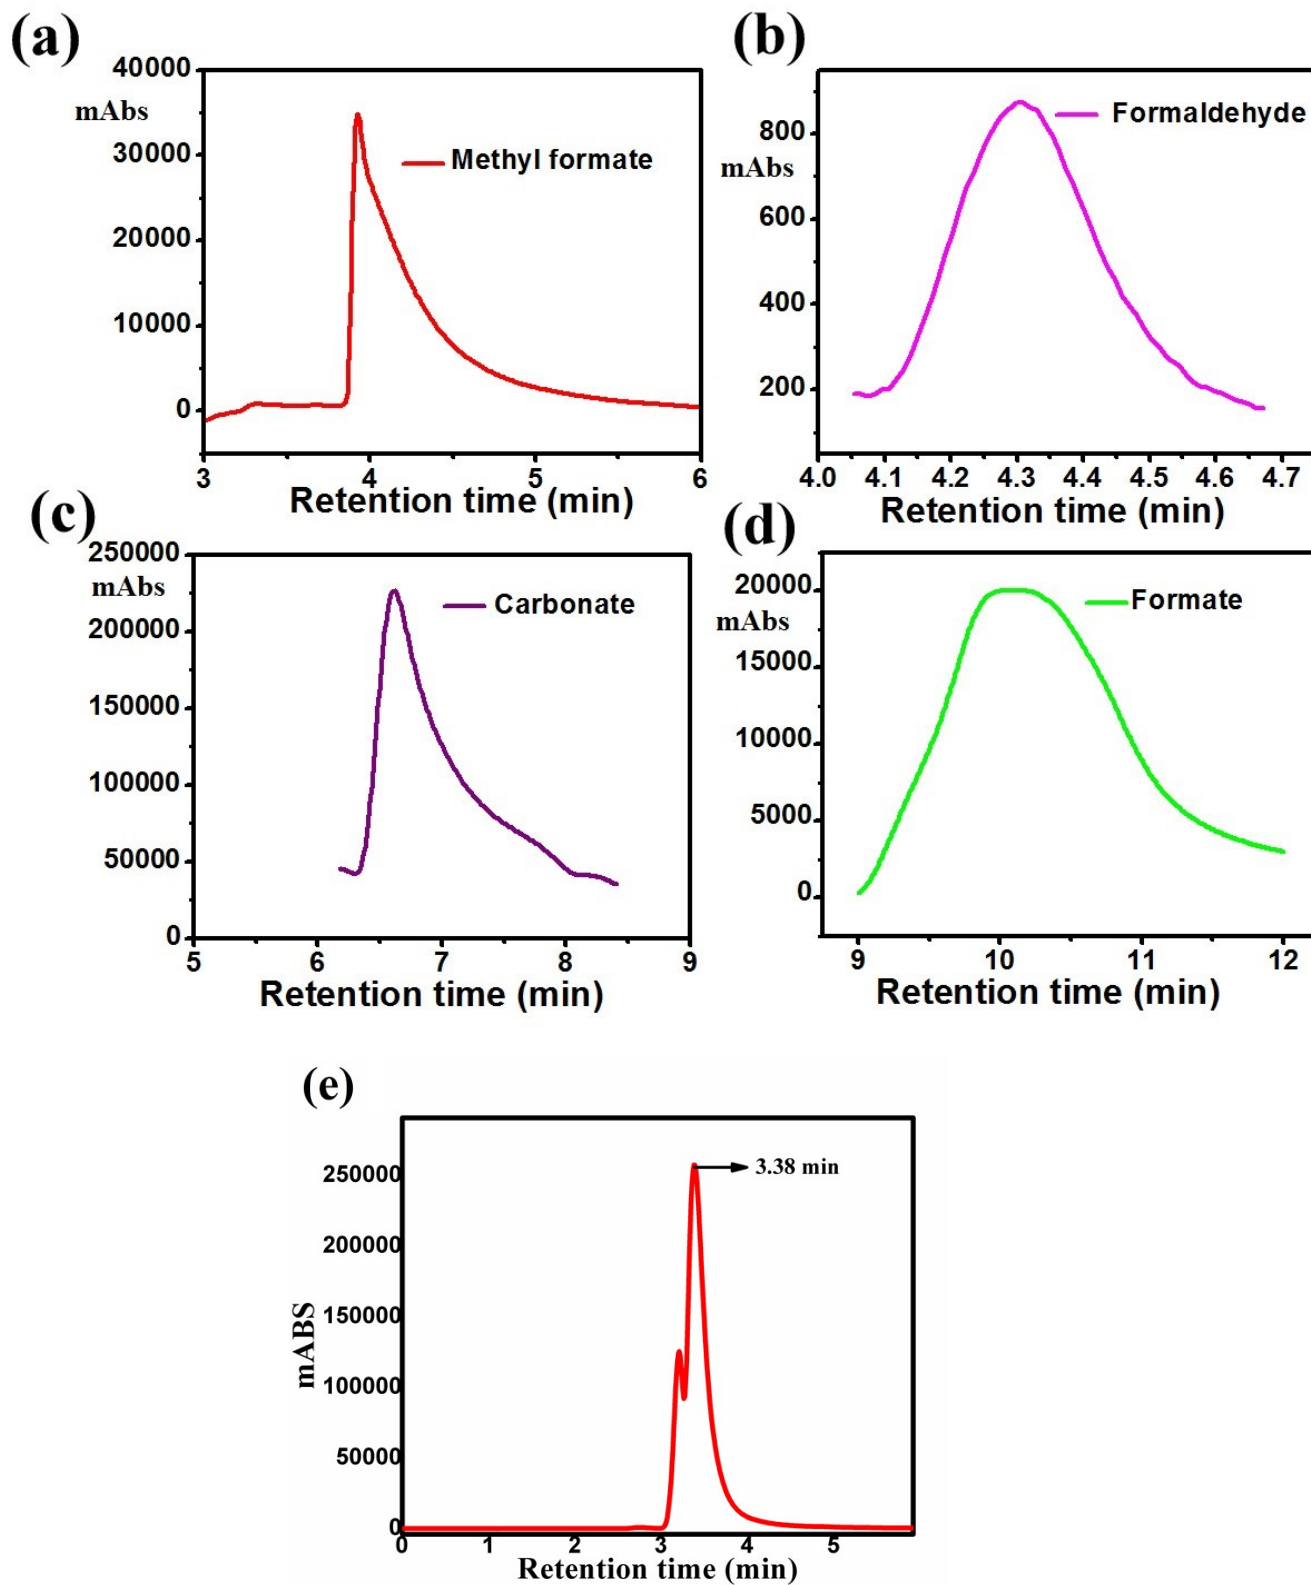 (a)
40000
mAbs
30000
20000
10000
0
3 4 5 6
Retention time (min)
Methyl formate
(b)
800
mAbs
600
400
200
4.0 4.1 4.2 4.3 4.4 4.5 4.6 4.7
Retention time (min)
Formaldehyde
(c)
250000
mAbs
200000
150000
100000
50000
0
5 6 7 8 9
Retention time (min)
Carbonate
(d)
20000
mAbs
15000
10000
5000
0
9 10 11 12
Retention time (min)
Formate
(e)
250000
200000
150000
100000
50000
0
mABS
0 1 2 3 4 5
Retention time (min)
3.38 min